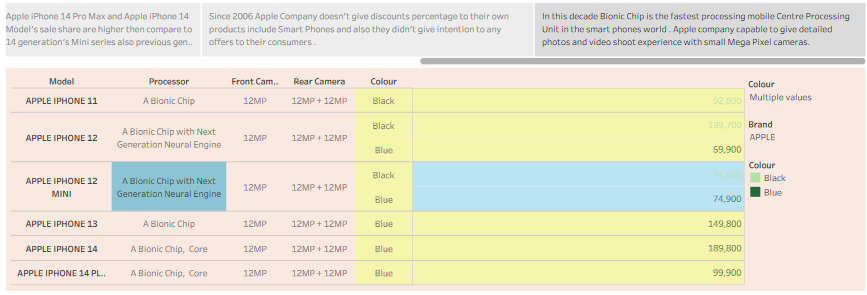 Apple iPhone 14 Pro Max and Apple iPhone 14
Model's sale share are higher then compare to
14 generation's Mini series also previous gen..
Since 2006 Apple Company doesn't give discounts percentage to their own
products include Smart Phones and also they didn't give intention to any
offers to their consumers .
In this decade Bionic Chip is the fastest processing mobile Centre Processing
Unit in the smart phones world . Apple company capable to give detailed
photos and video shoot experience with small Mega Pixel cameras.
Model Processor Front Cam.. Rear Camera Colour
APPLE IPHONE 11 A Bionic Chip 12MP 12MP + 12MP Black 92,800
APPLE IPHONE 12 A Bionic Chip with Next
Generation Neural Engine 12MP 12MP + 12MP Black 199,700
Blue 59,900
APPLE IPHONE 12
MINI A Bionic Chip with Next
Generation Neural Engine 12MP 12MP + 12MP Black
Blue 74,900
APPLE IPHONE 13 A Bionic Chip 12MP 12MP + 12MP Blue 149,800
APPLE IPHONE 14 A Bionic Chip, Core 12MP 12MP + 12MP Blue 189,800
APPLE IPHONE 14 PL.. A Bionic Chip, Core 12MP 12MP + 12MP Blue 99,900
Colour
Multiple values
Brand
APPLE
Colour
Black
Blue